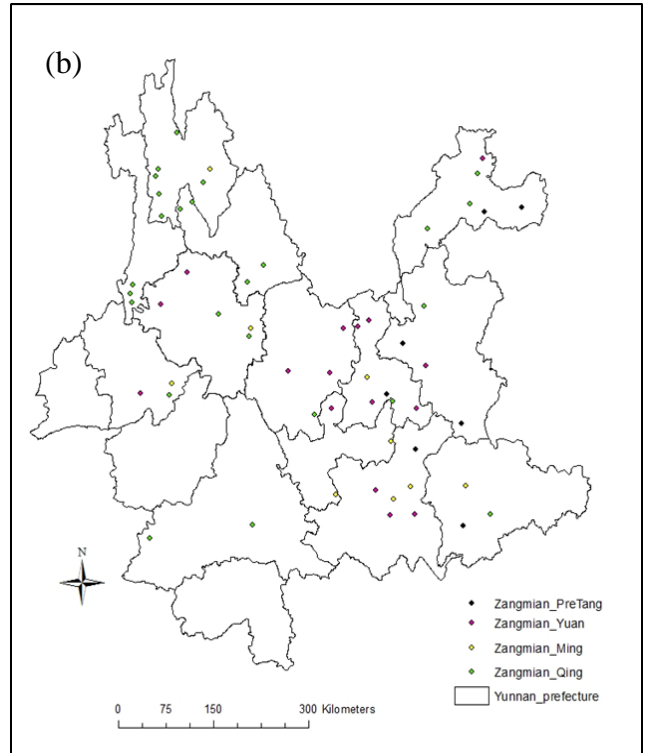 (b)
N
Zangmian_PreTang
Zangmian_Yuan
Zangmian_Ming
Zangmian_Qing
Yunnan_prefecture
0 75 150 300 Kilometers